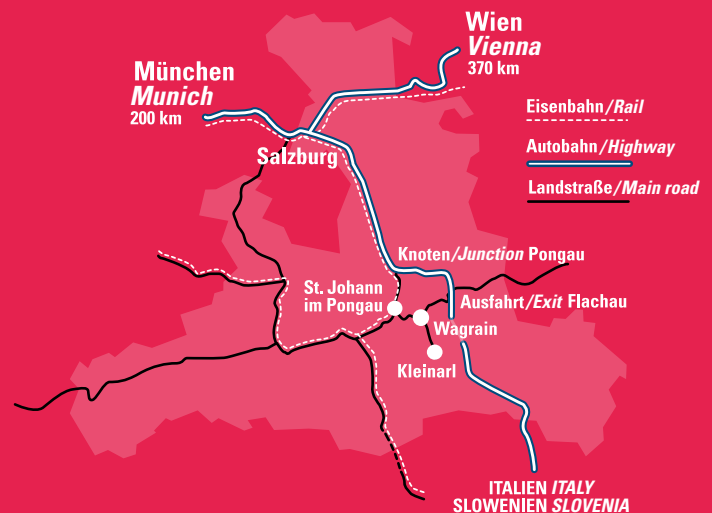 Wien
Vienna
370 km
München
Munich
200 km
Eisenbahn/Rail
Autobahn/Highway
Landstraße/Main road
Salzburg
Knoten/Junction Pongau
St. Johann
im Pongau
Ausfahrt/Exit Flachau
Wagrain
Kleinarl
ITALIEN ITALY
SLOWENIEN SLOVENIA